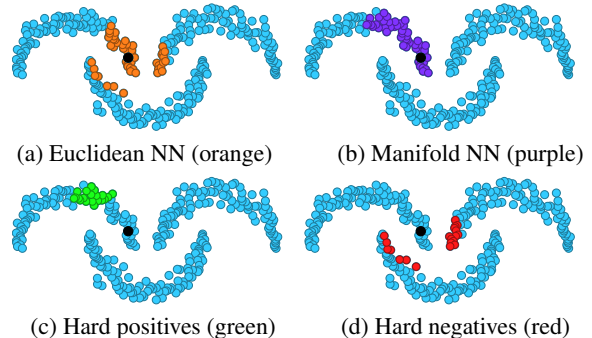 (a) Euclidean NN (orange)
(b) Manifold NN (purple)
(c) Hard positives (green)
(d) Hard negatives (red)